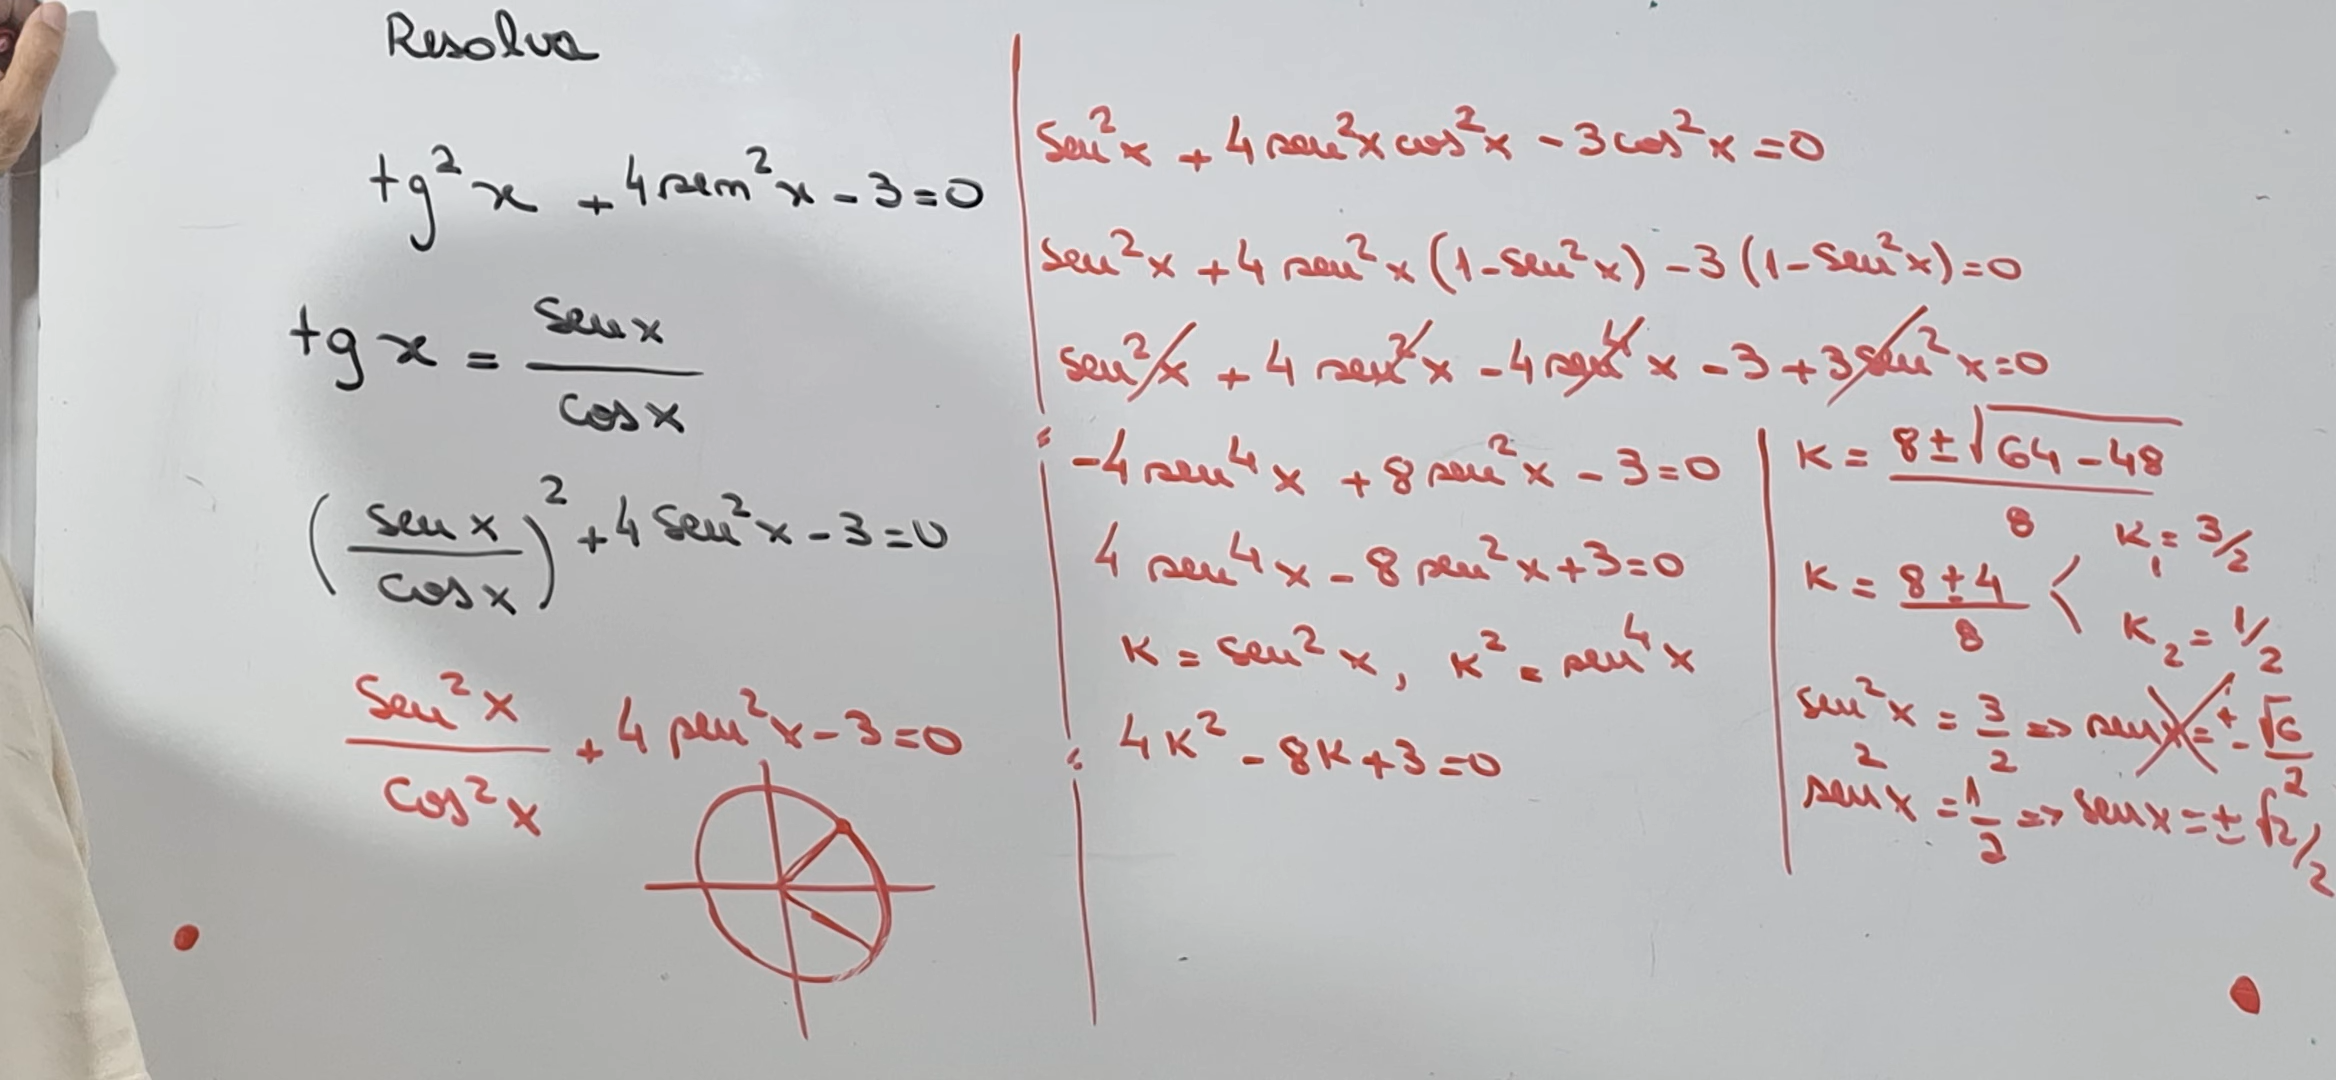 Resolva
tg²x + 4 sem²x - 3 = 0
tg x = sen x / cos x
(sen x / cos x)² + 4 sen²x - 3 = 0
sen²x / cos²x + 4 sen²x - 3 = 0
sen²x + 4 sen²x cos²x - 3 cos²x = 0
sen²x + 4 sen²x (1 - sen²x) - 3 (1 - sen²x) = 0
sen²x + 4 sen²x - 4 sen⁴x - 3 + 3 sen²x = 0
-4 sen⁴x + 8 sen²x - 3 = 0
4 sen⁴x - 8 sen²x + 3 = 0
K = sen²x, K² = sen⁴x
4K² - 8K + 3 = 0
K = (8 ± √(64 - 48)) / 8
K = (8 ± 4) / 8
K₁ = 3/2
K₂ = 1/2
sen²x = 3/2 => sen x = ± √6/2
sen²x = 1/2 => sen x = ± √2/2